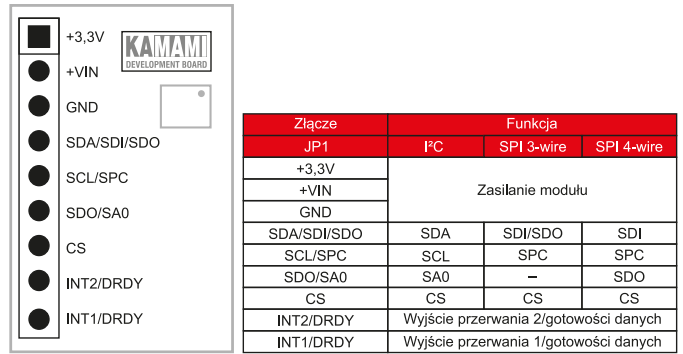 +3,3V
KAMAMI
DEVELOPMENT BOARD
+VIN
GND
SDA/SDI/SDO
SCL/SPC
SDO/SA0
CS
INT2/DRDY
INT1/DRDY
Złącze Funkcja
JP1 I²C SPI 3-wire SPI 4-wire
+3,3V
+VIN Zasilanie modułu
GND
SDA/SDI/SDO SDA SDI/SDO SDI
SCL/SPC SCL SPC SPC
SDO/SA0 SA0 – SDO
CS CS CS CS
INT2/DRDY Wyjście przerwania 2/gotowości danych
INT1/DRDY Wyjście przerwania 1/gotowości danych